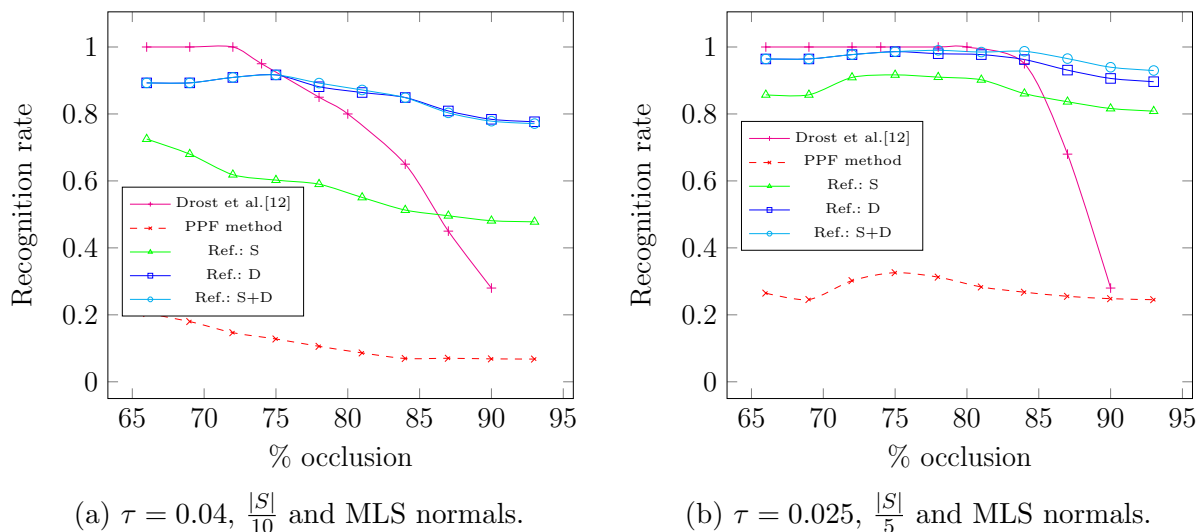 Recognition rate
1
0.8
0.6
0.4
0.2
0
Drost et al.[12]
PPF method
Ref.: S
Ref.: D
Ref.: S+D
65 70 75 80 85 90 95
% occlusion
(a) τ = 0.04, |S|/10 and MLS normals.
Recognition rate
1
0.8
0.6
0.4
0.2
0
Drost et al.[12]
PPF method
Ref.: S
Ref.: D
Ref.: S+D
65 70 75 80 85 90 95
% occlusion
(b) τ = 0.025, |S|/5 and MLS normals.